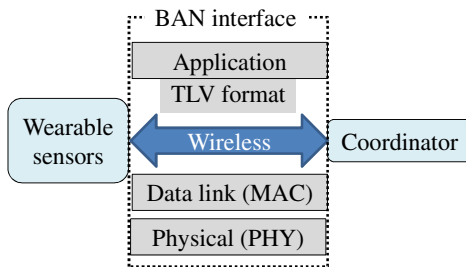 BAN interface
Application
TLV format
Wearable
sensors
Wireless
Coordinator
Data link (MAC)
Physical (PHY)